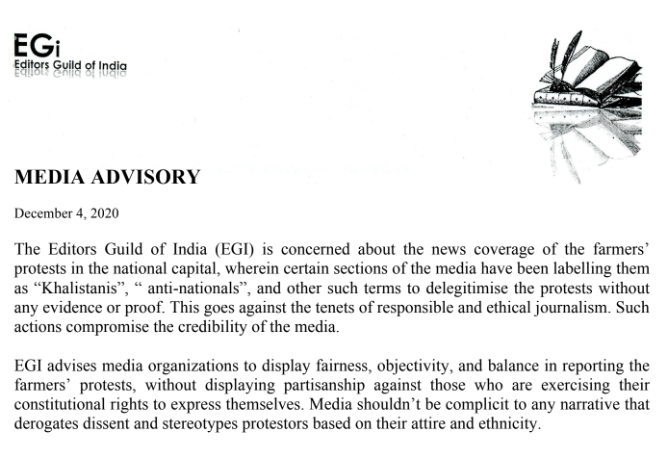 EGi
Editors Guild of India
MEDIA ADVISORY
December 4, 2020
The Editors Guild of India (EGI) is concerned about the news coverage of the farmers’
protests in the national capital, wherein certain sections of the media have been labelling them
as “Khalistanis”, “ anti-nationals”, and other such terms to delegitimise the protests without
any evidence or proof. This goes against the tenets of responsible and ethical journalism. Such
actions compromise the credibility of the media.
EGI advises media organizations to display fairness, objectivity, and balance in reporting the
farmers’ protests, without displaying partisanship against those who are exercising their
constitutional rights to express themselves. Media shouldn’t be complicit to any narrative that
derogates dissent and stereotypes protestors based on their attire and ethnicity.